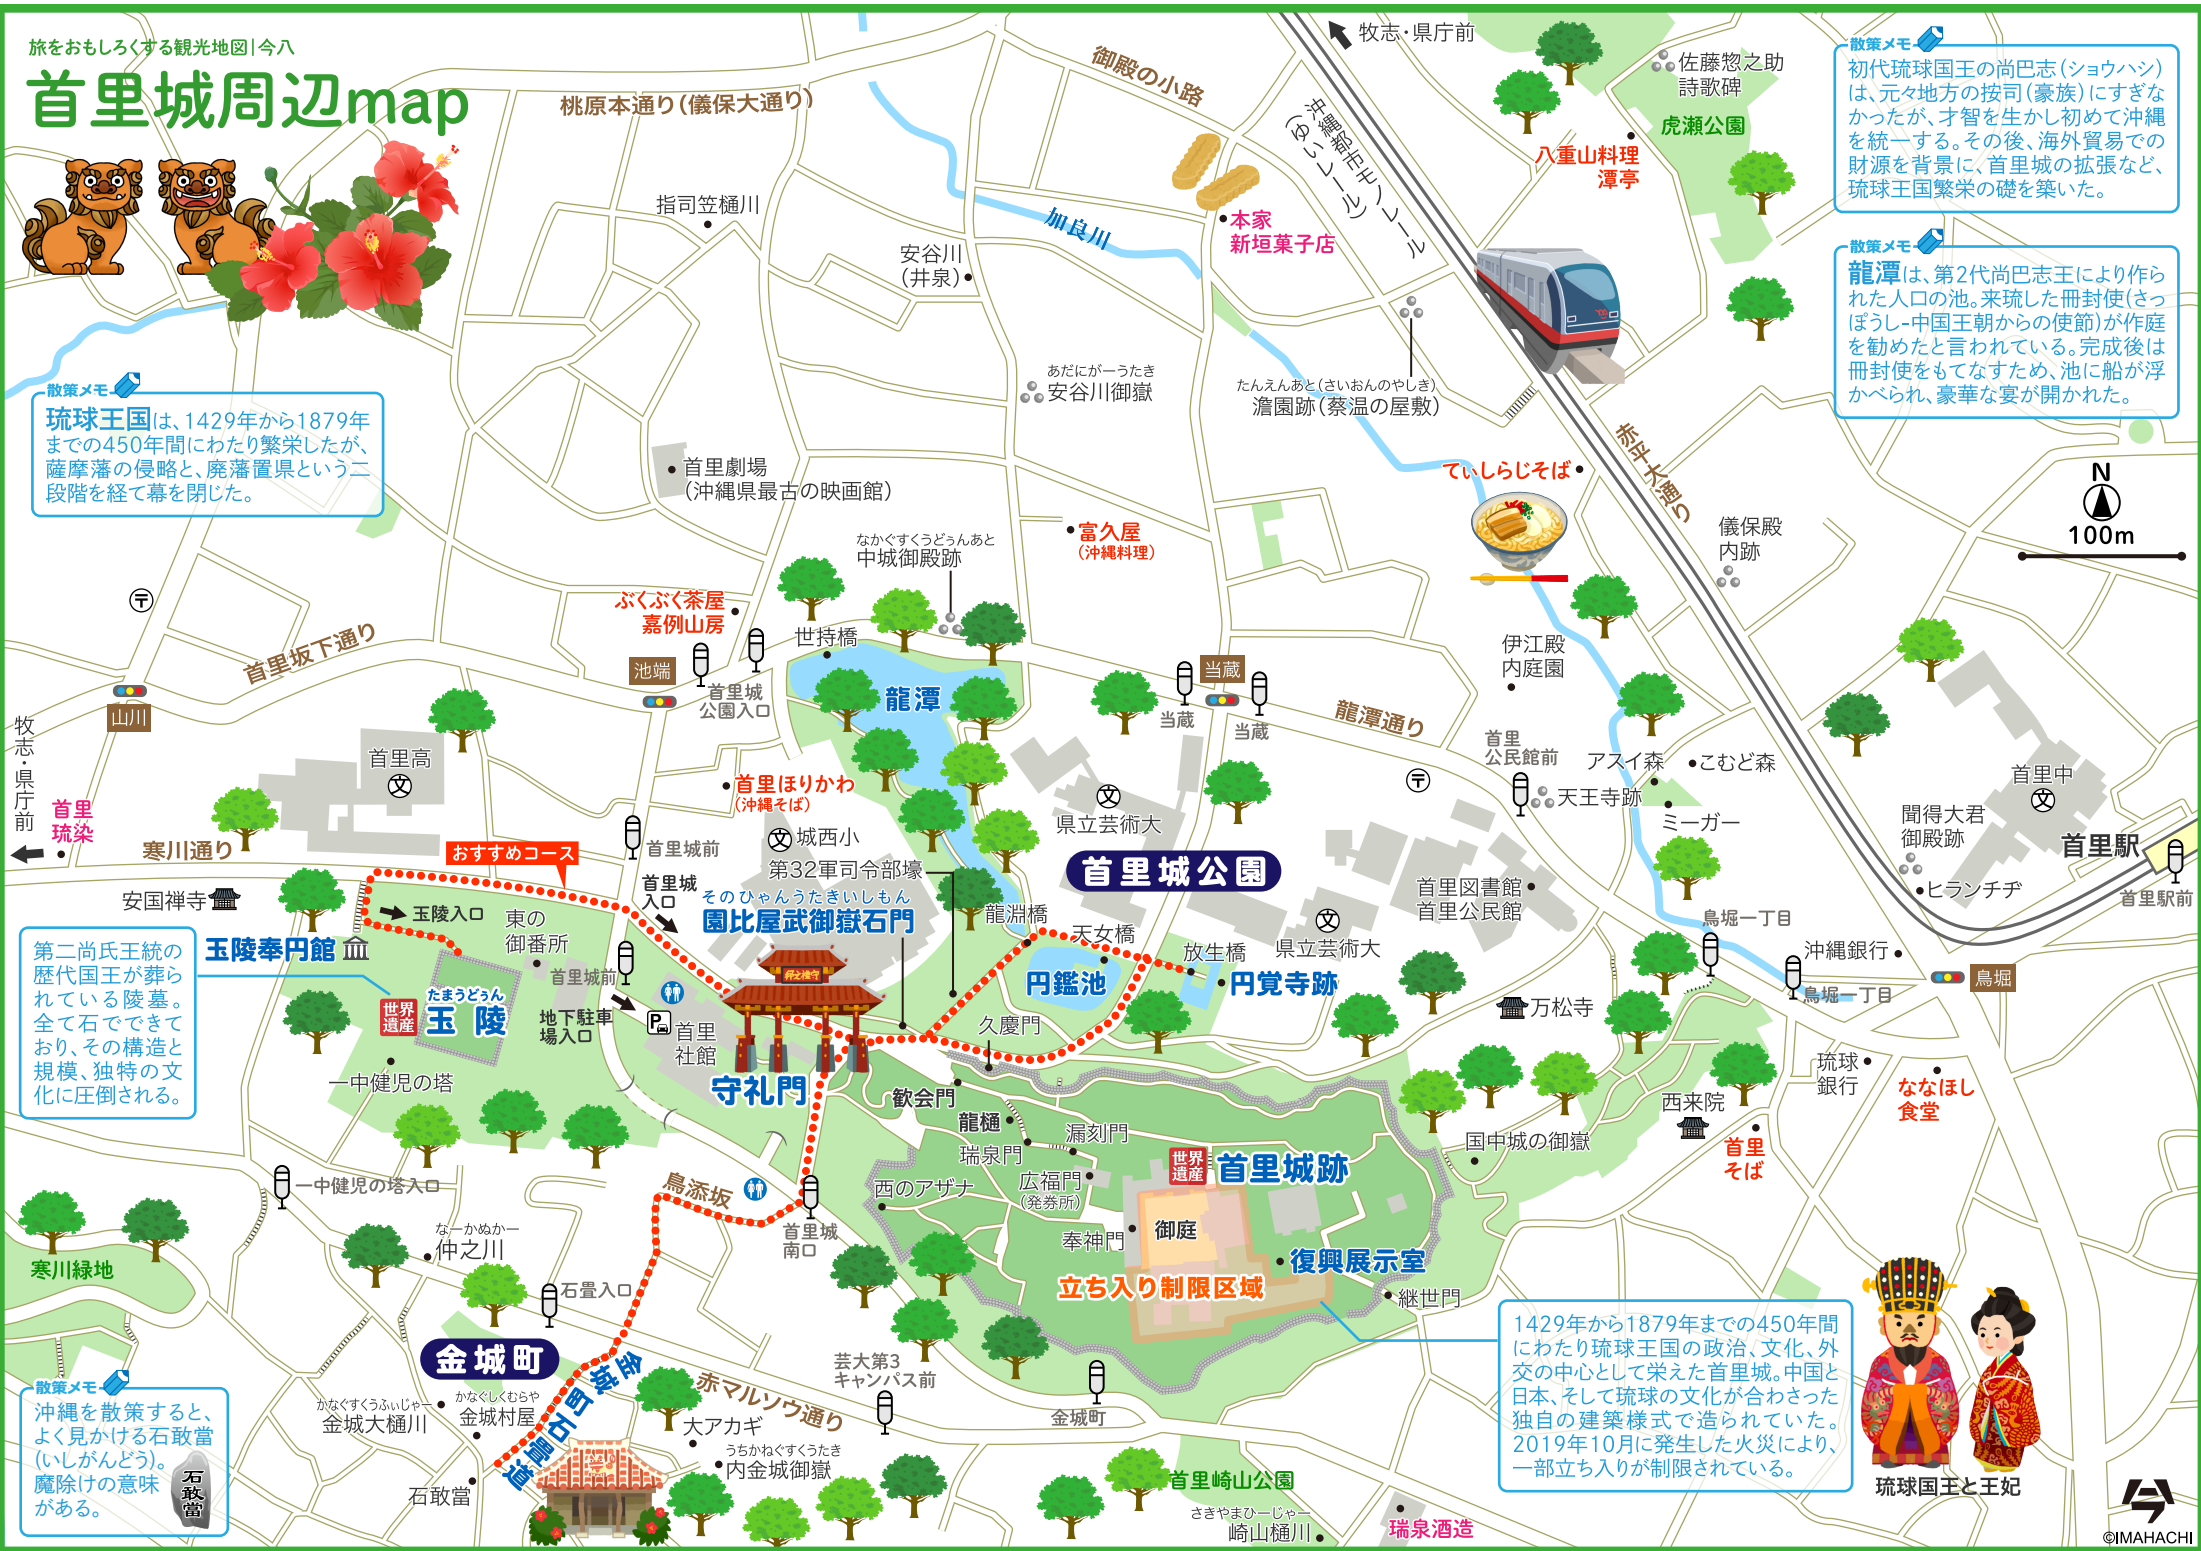 旅をおもしろくする観光地図|今八
首里城周辺map
牧志・県庁前
御殿の小路
桃原本通り(儀保大通り)
沖縄都市モノレール
(ゆいレール)
佐藤惣之助
詩歌碑
虎瀬公園
八重山料理
潭亭
散策メモ
初代琉球国王の尚巴志(ショウハシ)
は、元々地方の按司(豪族)にすぎな
かったが、才智を生かし初めて沖縄
を統一する。その後、海外貿易での
財源を背景に、首里城の拡張など、
琉球王国繁栄の礎を築いた。
散策メモ
龍潭は、第2代尚巴志王により作ら
れた人口の池。来琉した冊封使(さっ
ぽうし-中国王朝からの使節)が作庭
を勧めたと言われている。完成後は
冊封使をもてなすため、池に船が浮
かべられ、豪華な宴が開かれた。
指司笠樋川
安谷川
(井泉)
加良川
本家
新垣菓子店
散策メモ
琉球王国は、1429年から1879年
までの450年間にわたり繁栄したが、
薩摩藩の侵略と、廃藩置県という二
段階を経て幕を閉じた。
あだにがーうたき
安谷川御嶽
たんえんあと(さいおんのやしき)
澹園跡(蔡温の屋敷)
首里劇場
(沖縄県最古の映画館)
赤平大通り
ていしらじそば
N
100m
富久屋
(沖縄料理)
なかぐすくうどぅんあと
中城御殿跡
儀保殿
内跡
〒
ぶくぶく茶屋
嘉例山房
首里坂下通り
世持橋
池端
首里城
公園入口
龍潭
当蔵
当蔵
当蔵
龍潭通り
伊江殿
内庭園
山川
牧志・県庁前
首里高
文
首里
琉染
寒川通り
首里ほりかわ
(沖縄そば)
文
城西小
第32軍司令部壕
文
県立芸術大
首里城公園
〒
首里
公民館前
アスイ森
こむど森
天王寺跡
ミーガー
首里中
文
聞得大君
御殿跡
ヒランチヂ
首里駅
首里駅前
おすすめコース
首里城前
首里城
入口
そのひゃんうたきいしもん
園比屋武御嶽石門
龍淵橋
天女橋
放生橋
文
県立芸術大
首里図書館
首里公民館
安国禅寺
玉陵入口
東の
御番所
玉陵奉円館
首里城前
円鑑池
円覚寺跡
鳥堀一丁目
沖縄銀行
鳥堀一丁目
鳥堀
第二尚氏王統の
歴代国王が葬ら
れている陵墓。
全て石でできて
おり、その構造と
規模、独特の文
化に圧倒される。
世界
遺産
たまうどぅん
玉陵
地下駐車
場入口
P
首里
社館
守禮之邦
守礼門
久慶門
万松寺
一中健児の塔
歓会門
龍樋
瑞泉門
漏刻門
広福門
(発券所)
西のアザナ
奉神門
世界
遺産
首里城跡
御庭
復興展示室
立ち入り制限区域
継世門
国中城の御嶽
西来院
首里
そば
琉球
銀行
ななほし
食堂
一中健児の塔入口
鳥添坂
首里城
南口
なーかぬかー
仲之川
石畳入口
寒川緑地
金城町
金城町石畳道
赤マルソウ通り
芸大第3
キャンパス前
金城町
1429年から1879年までの450年間
にわたり琉球王国の政治、文化、外
交の中心として栄えた首里城。中国と
日本、そして琉球の文化が合わさった
独自の建築様式で造られていた。
2019年10月に発生した火災により、
一部立ち入りが制限されている。
散策メモ
沖縄を散策すると、
よく見かける石敢當
(いしがんどう)。
魔除けの意味
がある。
石敢當
かなぐすくうふぃじゃー
金城大樋川
かなぐしくむらや
金城村屋
石敢當
大アカギ
うちかねぐすくうたき
内金城御嶽
首里崎山公園
さきやまひーじゃー
崎山樋川
瑞泉酒造
琉球国王と王妃
©IMAHACHI